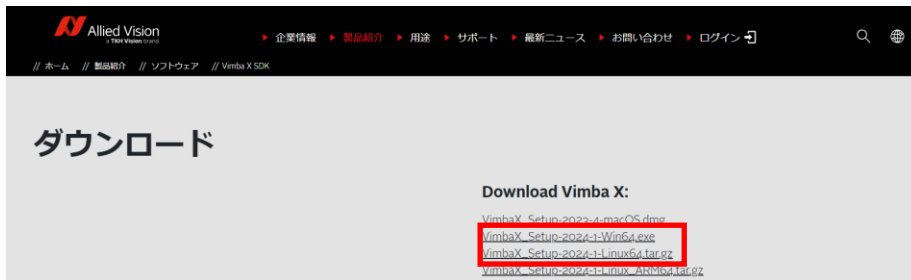 Allied Vision
a TKH Vision brand
企業情報 製品紹介 用途 サポート 最新ニュース お問い合わせ ログイン
// ホーム // 製品紹介 // ソフトウェア // Vimba X SDK
ダウンロード
Download Vimba X:
VimbaX_Setup-2023-4-macOS.dmg
VimbaX_Setup-2024-1-Win64.exe
VimbaX_Setup-2024-1-Linux64.tar.gz
VimbaX_Setup-2024-1-Linux_ARM64.tar.gz